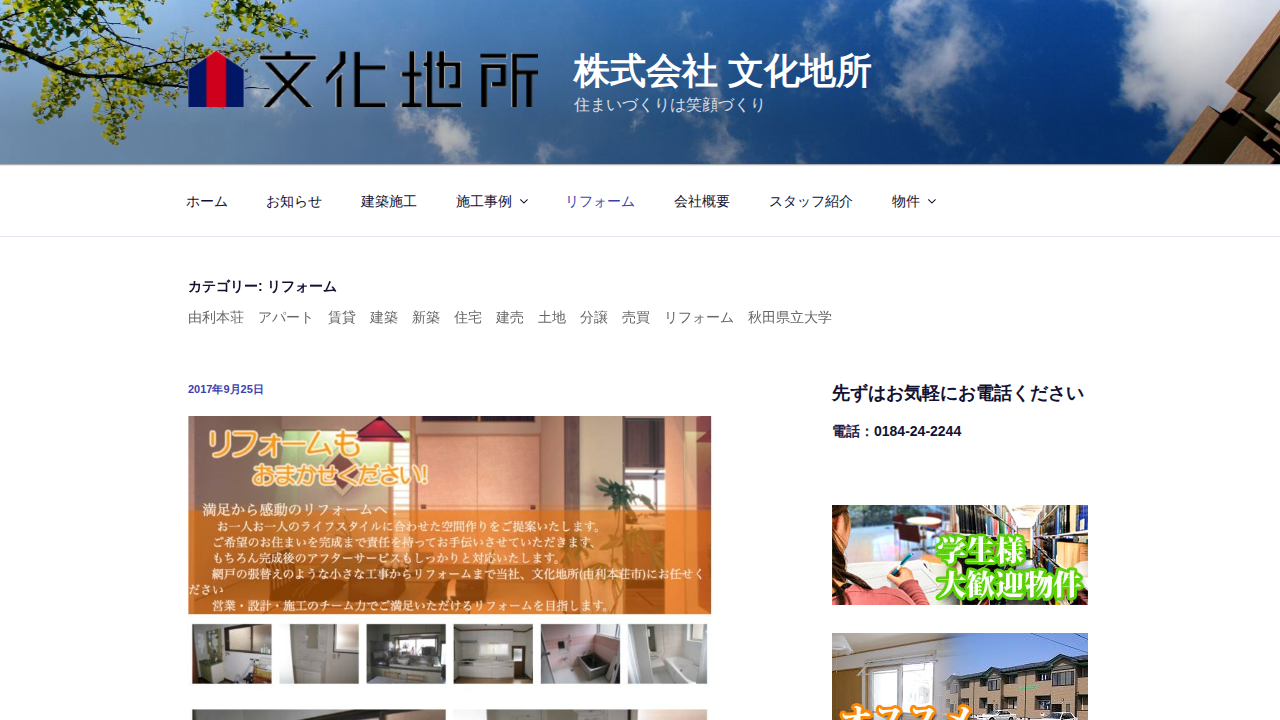 文化地所
株式会社 文化地所
住まいづくりは笑顔づくり
ホーム お知らせ 建築施工 施工事例 リフォーム 会社概要 スタッフ紹介 物件
カテゴリー: リフォーム
由利本荘　アパート　賃貸　建築　新築　住宅　建売　土地　分譲　売買　リフォーム　秋田県立大学
2017年9月25日
リフォームも
おまかせください!
満足から感動のリフォームへ！
お一人お一人のライフスタイルに合わせた空間作りをご提案いたします。
ご希望のお住まいを完成まで責任を持ってお手伝いさせていただきます。
もちろん完成後のアフターサービスもしっかりと対応いたします。
網戸の張替えのような小さな工事からリフォームまで当社、文化地所(由利本荘市)にお任せく
ださい
営業・設計・施工のチーム力でご満足いただけるリフォームを目指します。
先ずはお気軽にお電話ください
電話：0184-24-2244
学生様
大歓迎物件
オススメ